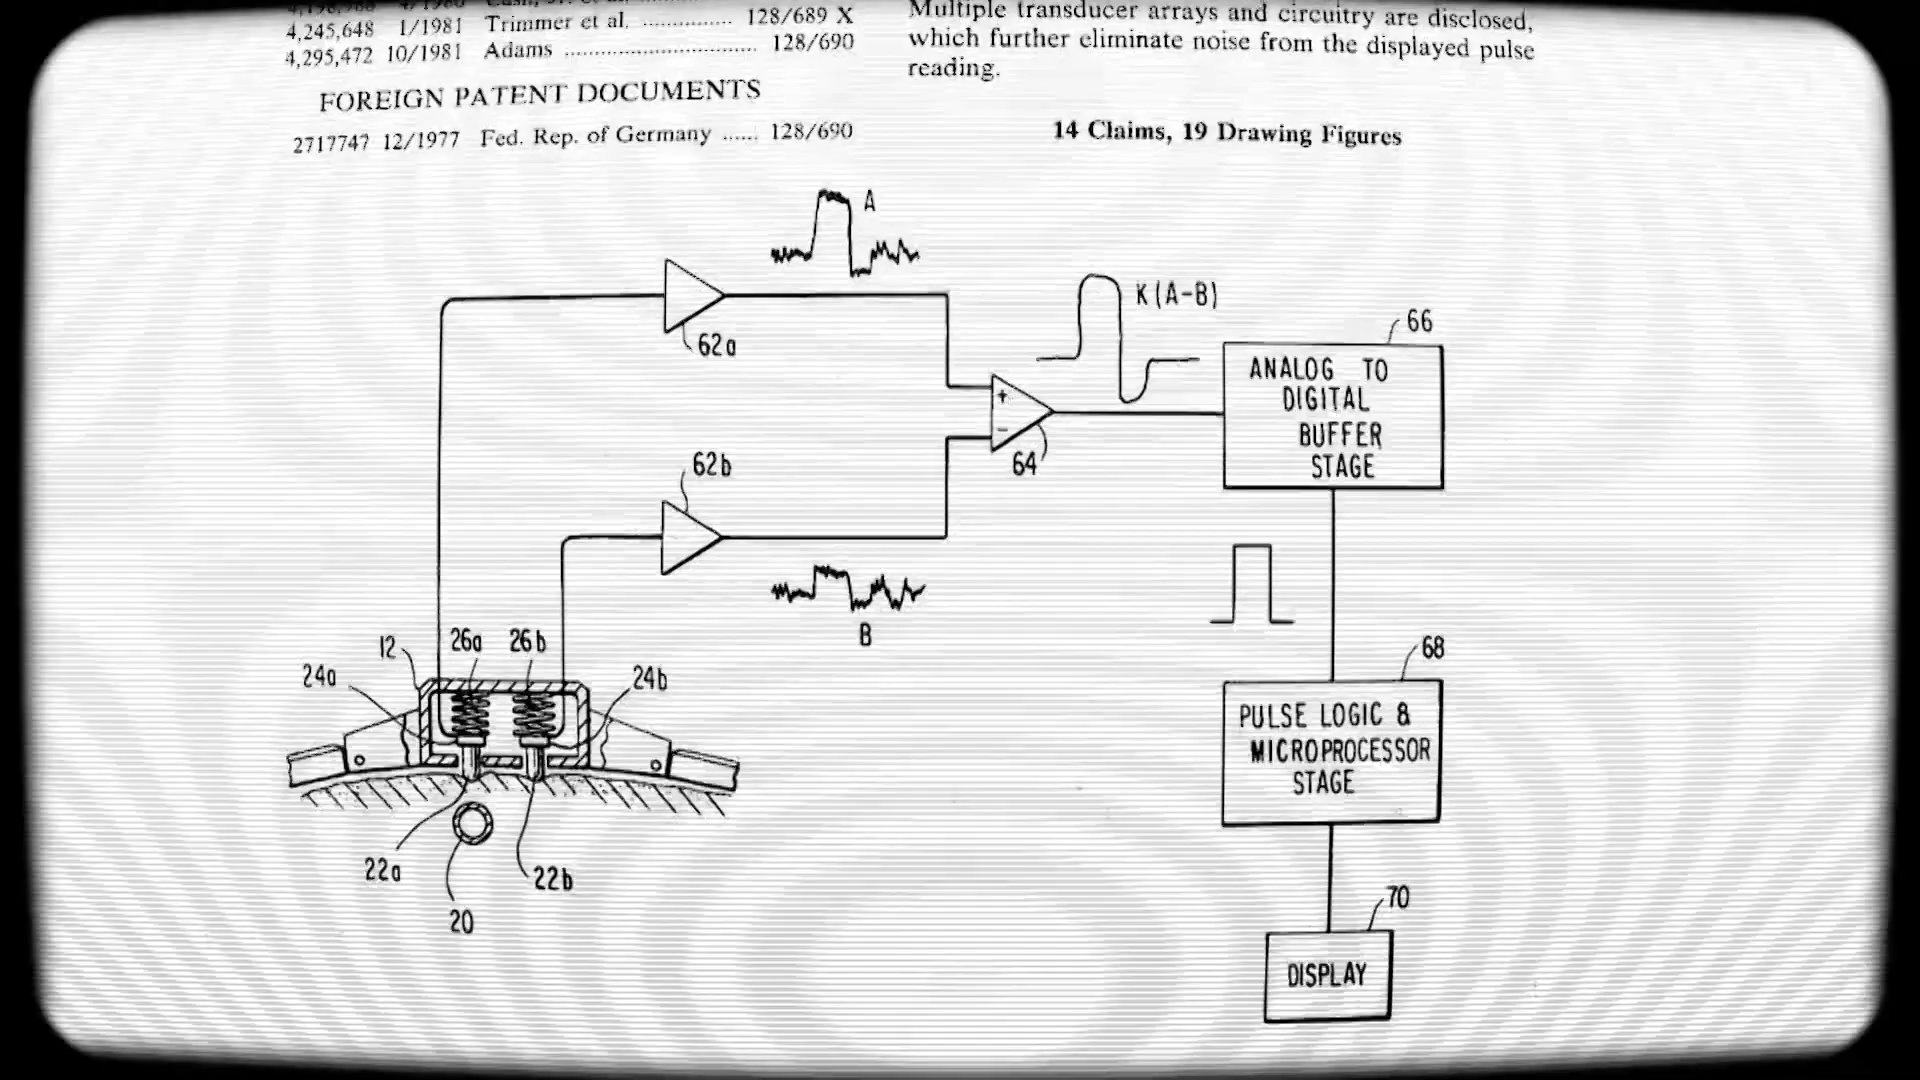 4,245,648 1/1981 Trimmer et al. .............. 128/689 X
4,295,472 10/1981 Adams ............................. 128/690
FOREIGN PATENT DOCUMENTS
2717747 12/1977 Fed. Rep. of Germany ...... 128/690
Multiple transducer arrays and circuitry are disclosed,
which further eliminate noise from the displayed pulse
reading.
14 Claims, 19 Drawing Figures
A
62a
K(A-B)
66
ANALOG TO
DIGITAL
BUFFER
STAGE
+
−
64
62b
B
12
26a
26b
24a
24b
22a
22b
20
68
PULSE LOGIC &
MICROPROCESSOR
STAGE
70
DISPLAY